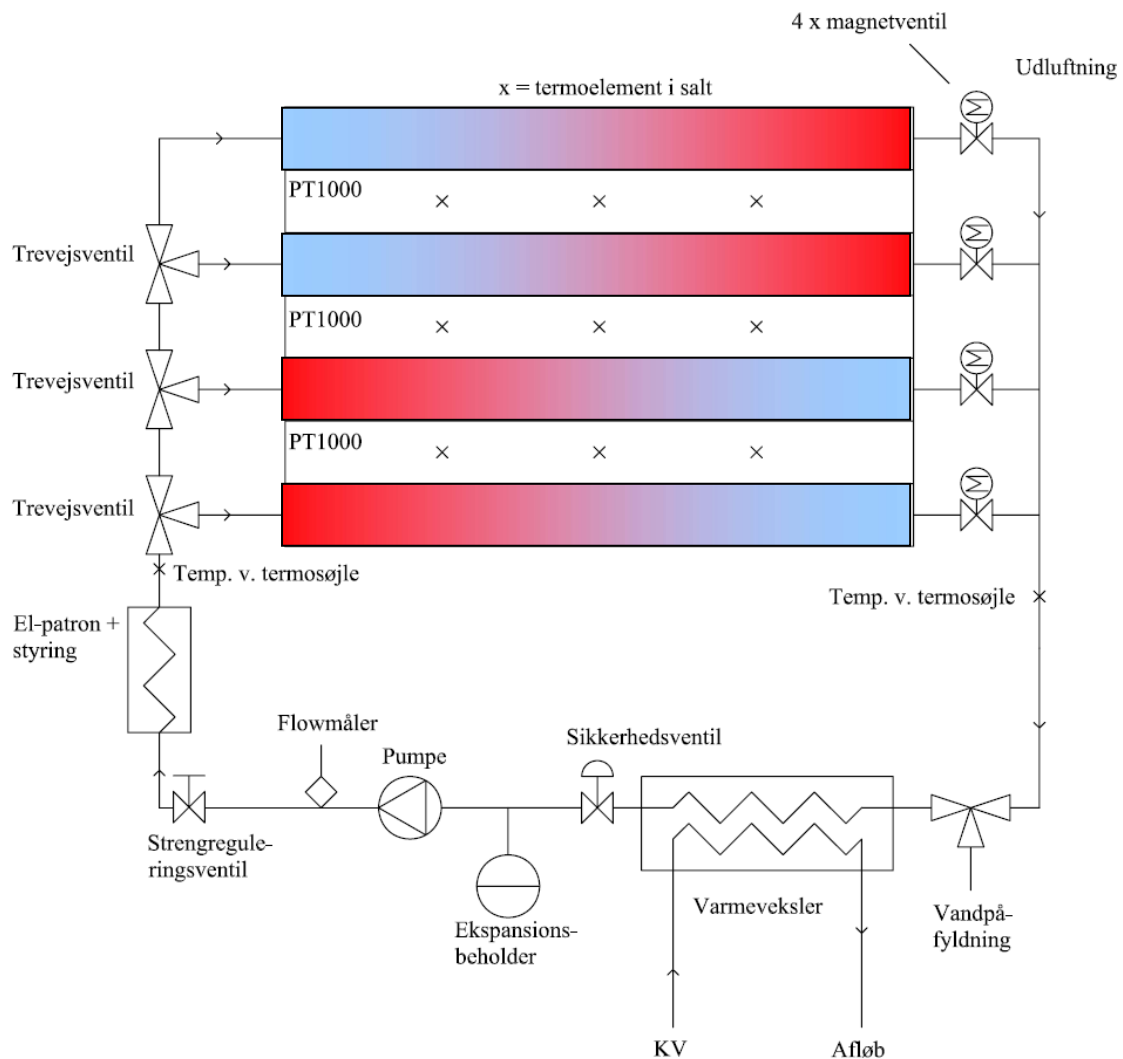 4 x magnetventil
Udluftning
x = termoelement i salt
M
PT1000
Trevejsventil
M
PT1000
Trevejsventil
M
PT1000
Trevejsventil
M
Temp. v. termosøjle
Temp. v. termosøjle
El-patron +
styring
Flowmåler
Pumpe
Sikkerhedsventil
Strengregule-
ringsventil
Ekspansions-
beholder
Varmeveksler
Vandpå-
fyldning
KV
Afløb